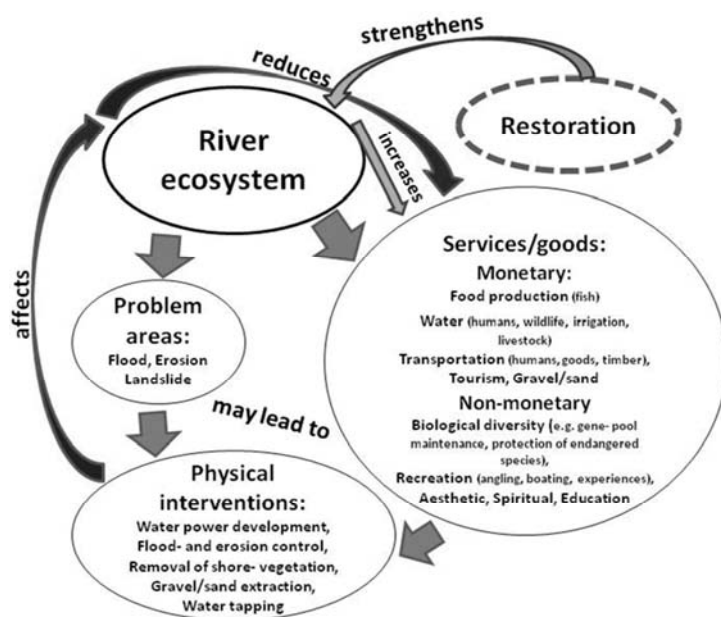 strengthens
reduces
Restoration
River
ecosystem
increases
affects
Services/goods:
Monetary:
Food production (fish)
Water (humans, wildlife, irrigation,
livestock)
Transportation (humans, goods, timber),
Tourism, Gravel/sand
Non-monetary
Biological diversity (e.g. gene- pool
maintenance, protection of endangered
species),
Recreation (angling, boating, experiences),
Aesthetic, Spiritual, Education
Problem
areas:
Flood, Erosion
Landslide
may lead to
Physical
interventions:
Water power development,
Flood- and erosion control,
Removal of shore- vegetation,
Gravel/sand extraction,
Water tapping